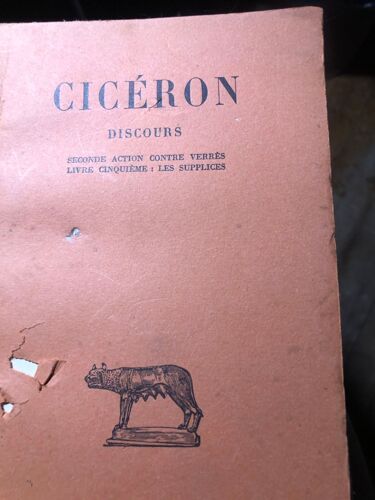 CICÉRON
DISCOURS
SECONDE ACTION CONTRE VERRÈS
LIVRE CINQUIÈME : LES SUPPLICES